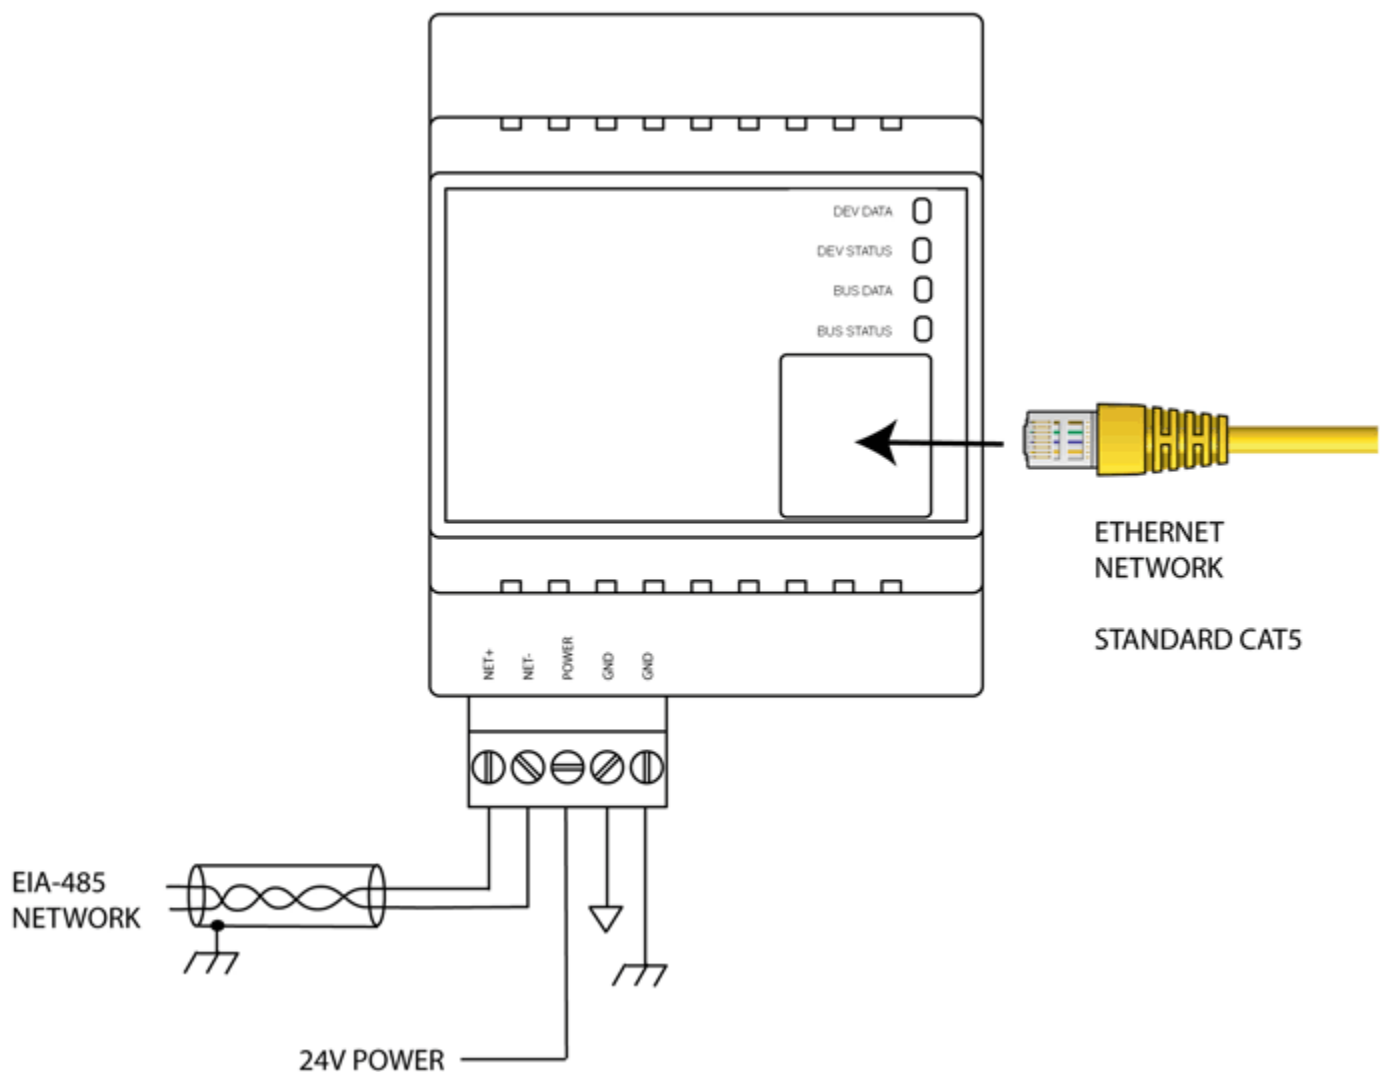 DEV DATA
DEV STATUS
BUS DATA
BUS STATUS
ETHERNET
NETWORK
STANDARD CAT5
NET+
NET-
POWER
GND
GND
EIA-485
NETWORK
24V POWER